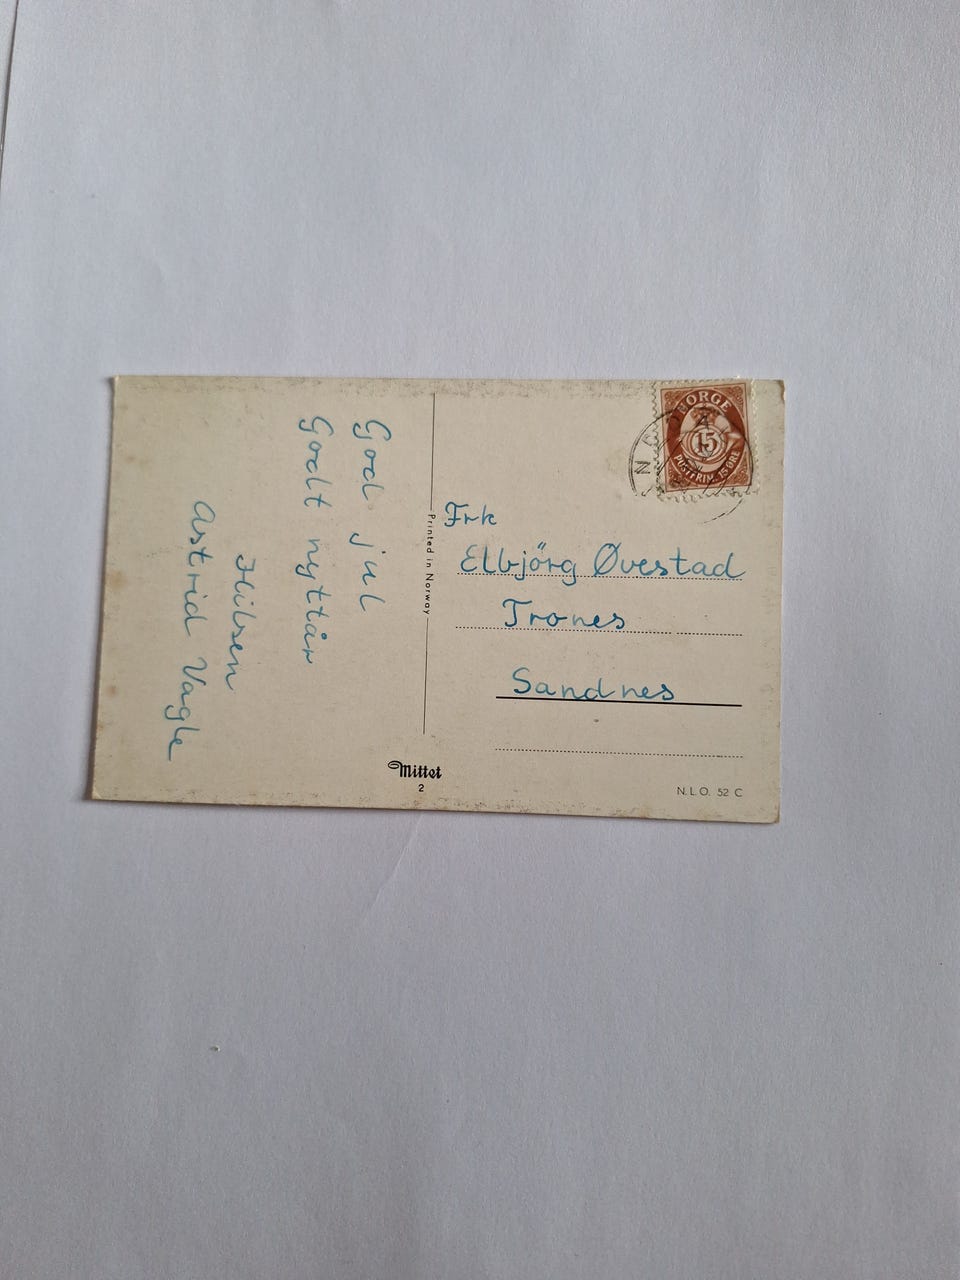 God jul
Godt nyttår
Hilsen
Astrid Vagle
Printed in Norway
Mittet
2
NORGE
15
POSTFRIM. 15 ØRE
Frk
Elbjörg Øvestad
Trones
Sandnes
N.L.O. 52 C